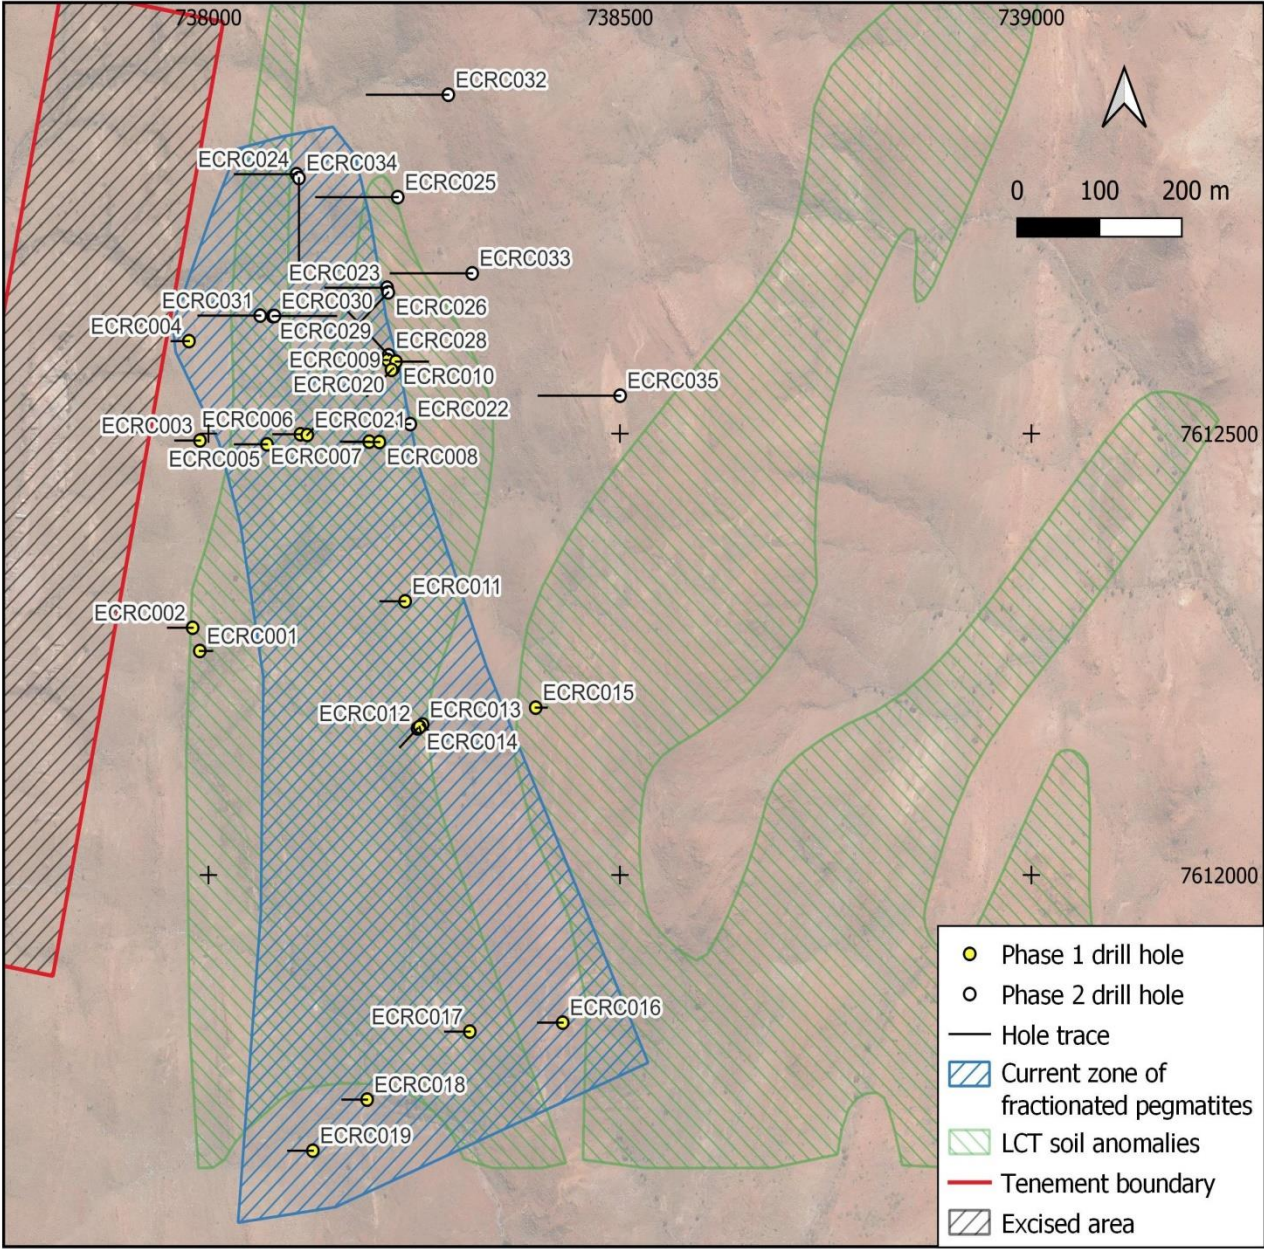 738000
738500
739000
ECRC032
ECRC024
ECRC034
ECRC025
0 100 200 m
ECRC033
ECRC023
ECRC031
ECRC030
ECRC026
ECRC004
ECRC029
ECRC028
ECRC009
ECRC010
ECRC020
ECRC035
ECRC022
ECRC003
ECRC006
ECRC021
7612500
ECRC005
ECRC007
ECRC008
ECRC011
ECRC002
ECRC001
ECRC015
ECRC012
ECRC013
ECRC014
7612000
ECRC016
ECRC017
ECRC018
ECRC019
Phase 1 drill hole
Phase 2 drill hole
Hole trace
Current zone of
fractionated pegmatites
LCT soil anomalies
Tenement boundary
Excised area